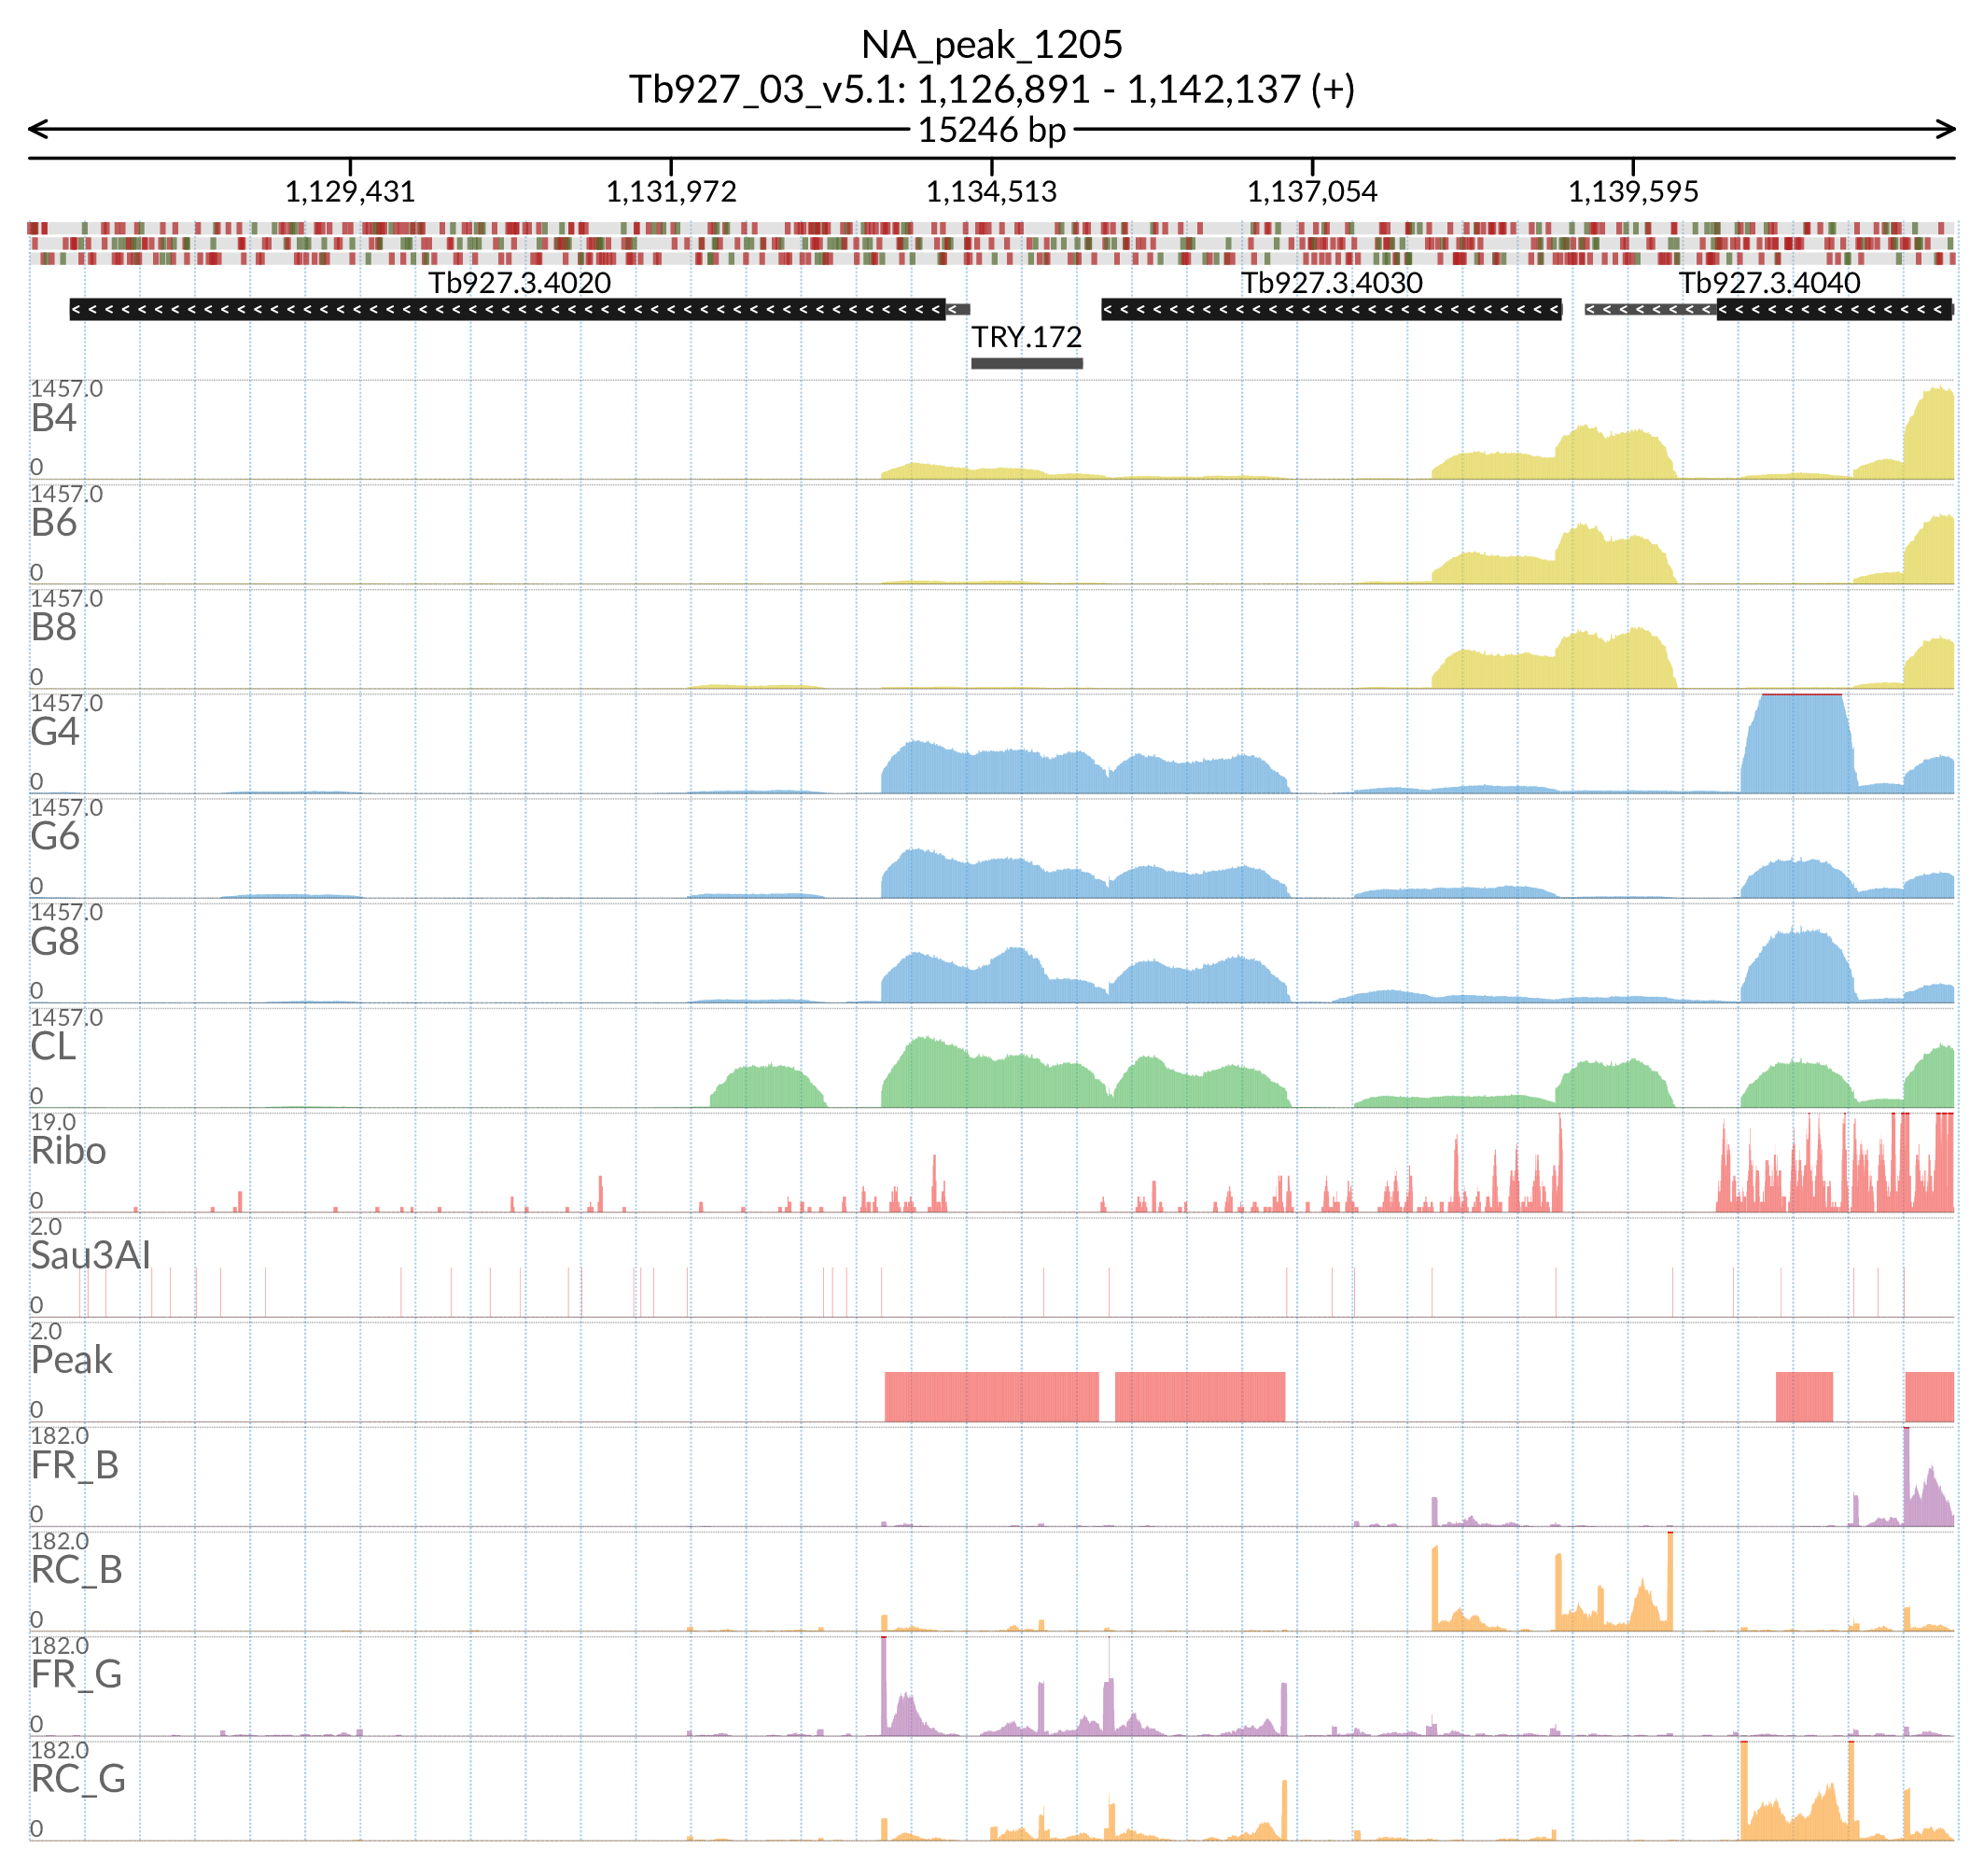 NA_peak_1205
Tb927_03_v5.1: 1,126,891 - 1,142,137 (+)
15246 bp
1,129,431 1,131,972 1,134,513 1,137,054 1,139,595
Tb927.3.4020 Tb927.3.4030 Tb927.3.4040
TRY.172
1457.0
B4
0
1457.0
B6
0
1457.0
B8
0
1457.0
G4
0
1457.0
G6
0
1457.0
G8
0
1457.0
CL
0
19.0
Ribo
0
2.0
Sau3AI
0
2.0
Peak
0
182.0
FR_B
0
182.0
RC_B
0
182.0
FR_G
0
182.0
RC_G
0